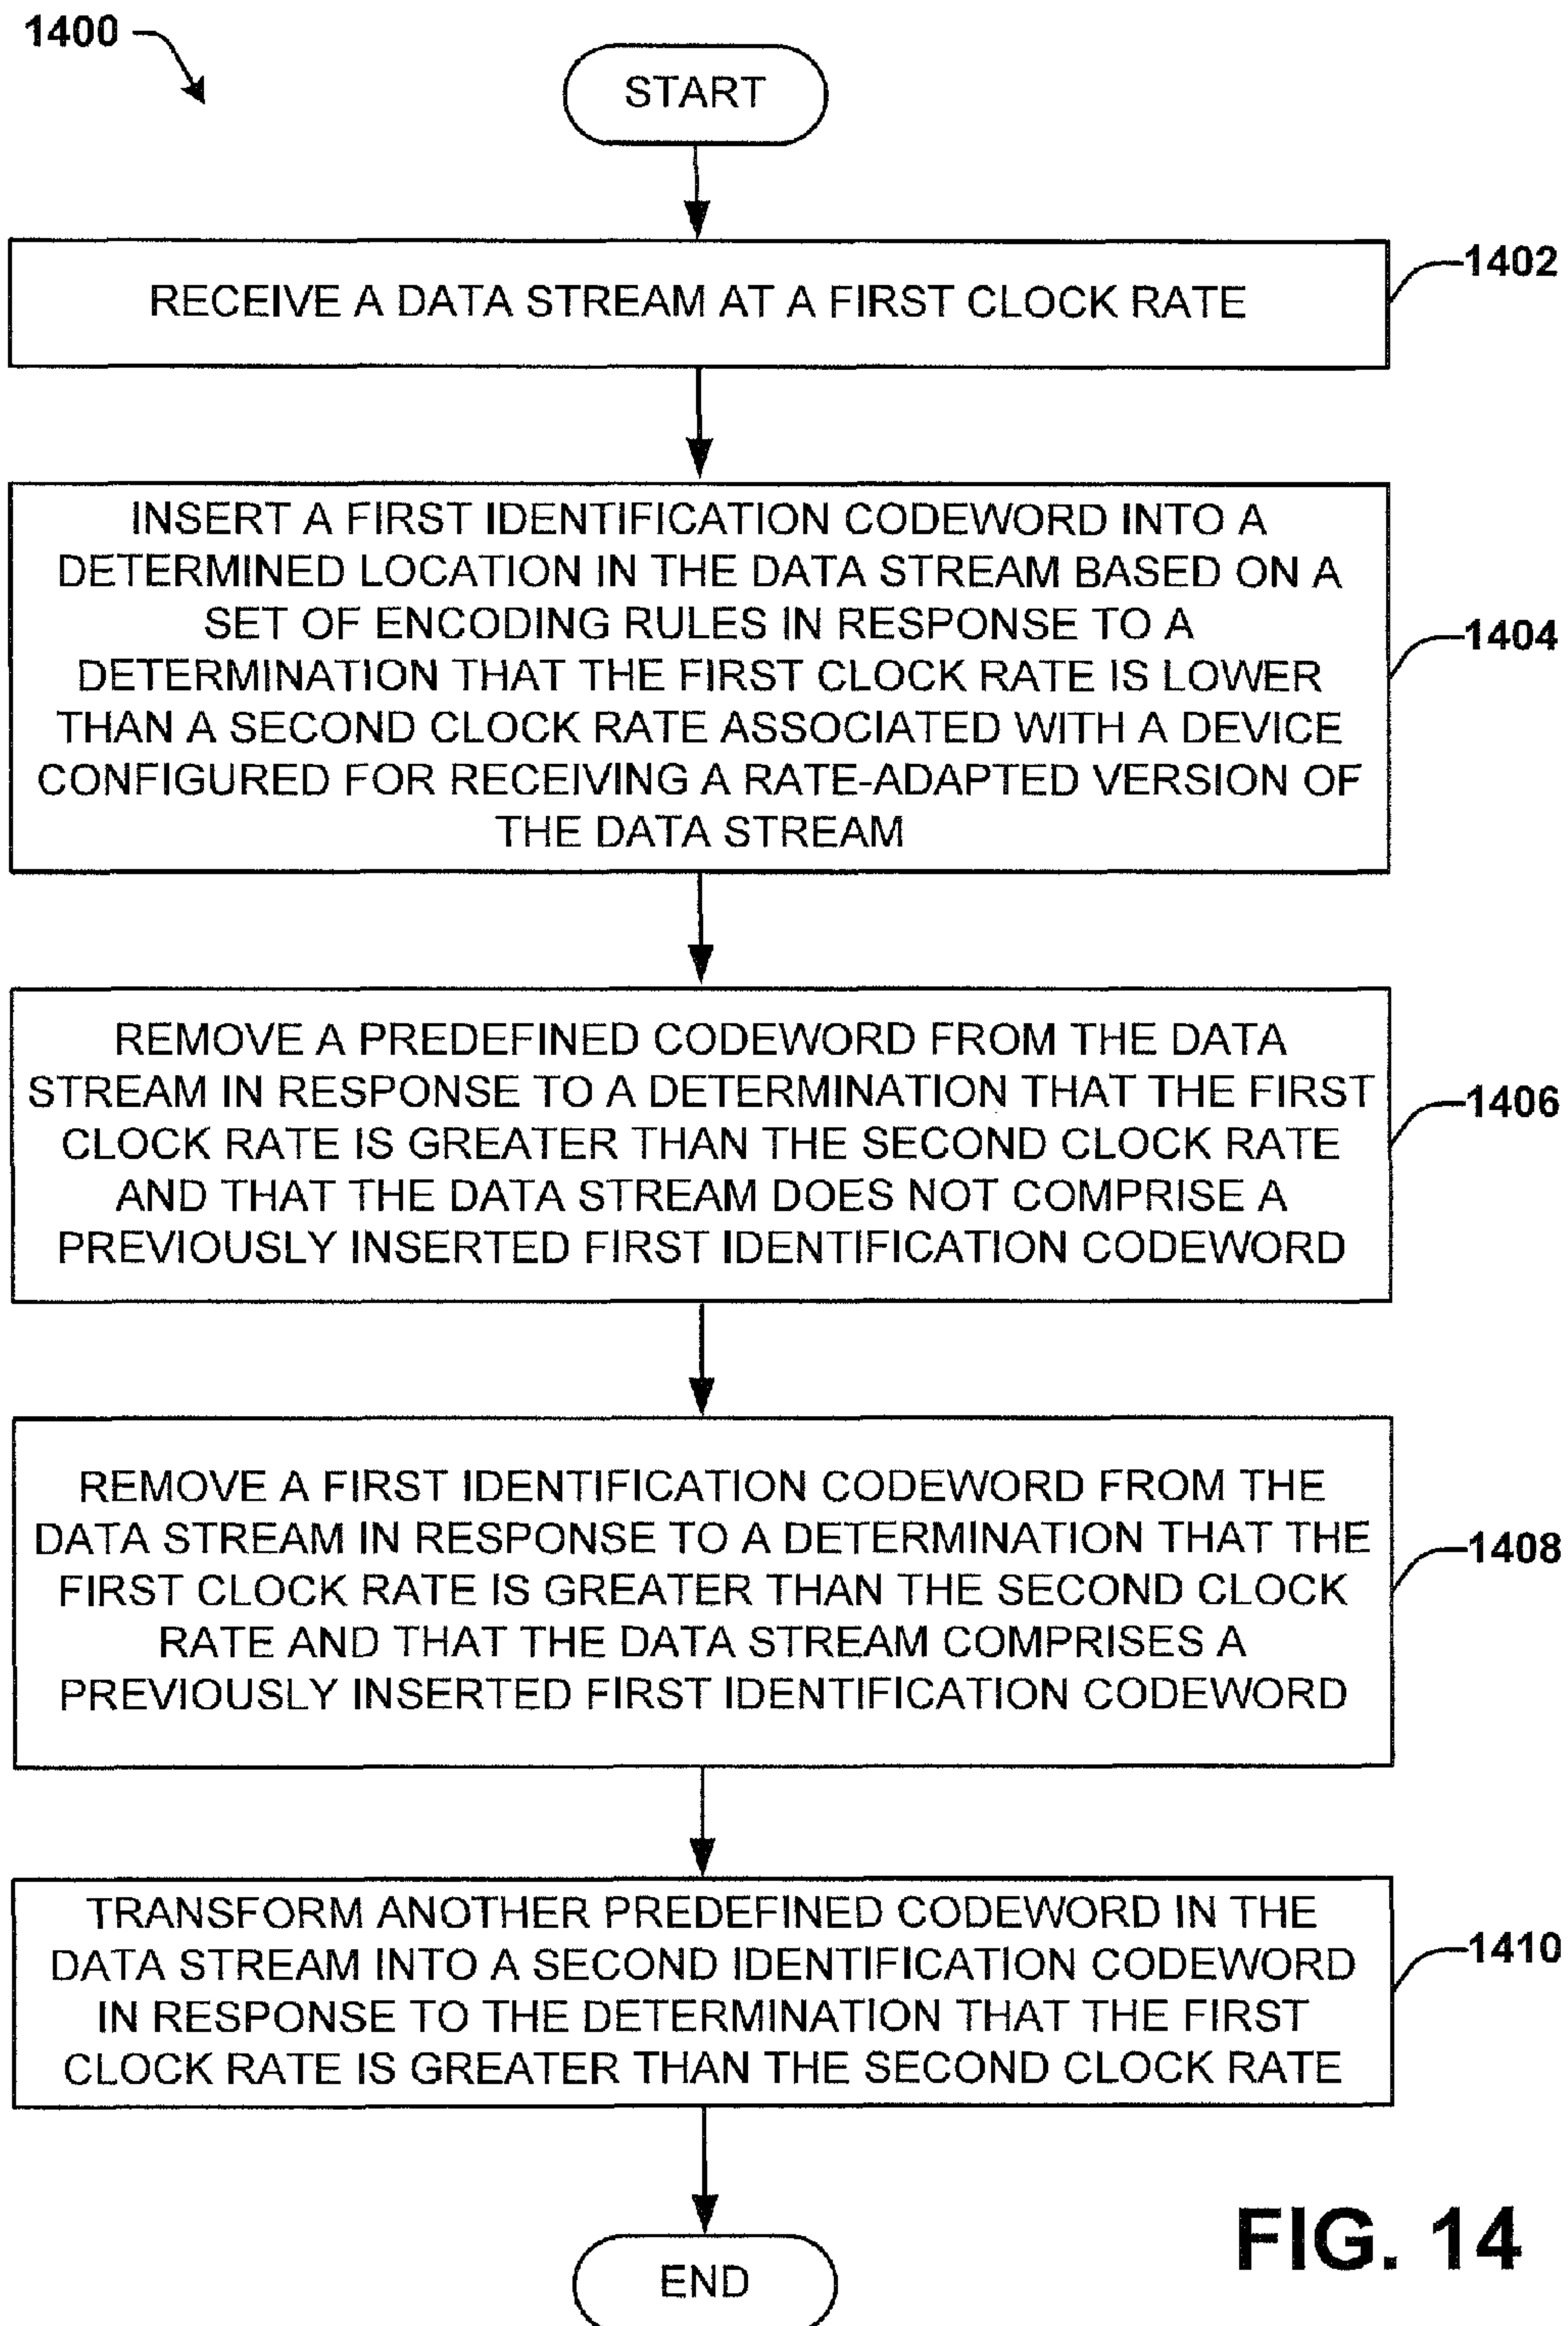 1400
START
RECEIVE A DATA STREAM AT A FIRST CLOCK RATE
1402
INSERT A FIRST IDENTIFICATION CODEWORD INTO A
DETERMINED LOCATION IN THE DATA STREAM BASED ON A
SET OF ENCODING RULES IN RESPONSE TO A
DETERMINATION THAT THE FIRST CLOCK RATE IS LOWER
THAN A SECOND CLOCK RATE ASSOCIATED WITH A DEVICE
CONFIGURED FOR RECEIVING A RATE-ADAPTED VERSION OF
THE DATA STREAM
1404
REMOVE A PREDEFINED CODEWORD FROM THE DATA
STREAM IN RESPONSE TO A DETERMINATION THAT THE FIRST
CLOCK RATE IS GREATER THAN THE SECOND CLOCK RATE
AND THAT THE DATA STREAM DOES NOT COMPRISE A
PREVIOUSLY INSERTED FIRST IDENTIFICATION CODEWORD
1406
REMOVE A FIRST IDENTIFICATION CODEWORD FROM THE
DATA STREAM IN RESPONSE TO A DETERMINATION THAT THE
FIRST CLOCK RATE IS GREATER THAN THE SECOND CLOCK
RATE AND THAT THE DATA STREAM COMPRISES A
PREVIOUSLY INSERTED FIRST IDENTIFICATION CODEWORD
1408
TRANSFORM ANOTHER PREDEFINED CODEWORD IN THE
DATA STREAM INTO A SECOND IDENTIFICATION CODEWORD
IN RESPONSE TO THE DETERMINATION THAT THE FIRST
CLOCK RATE IS GREATER THAN THE SECOND CLOCK RATE
1410
END
FIG. 14